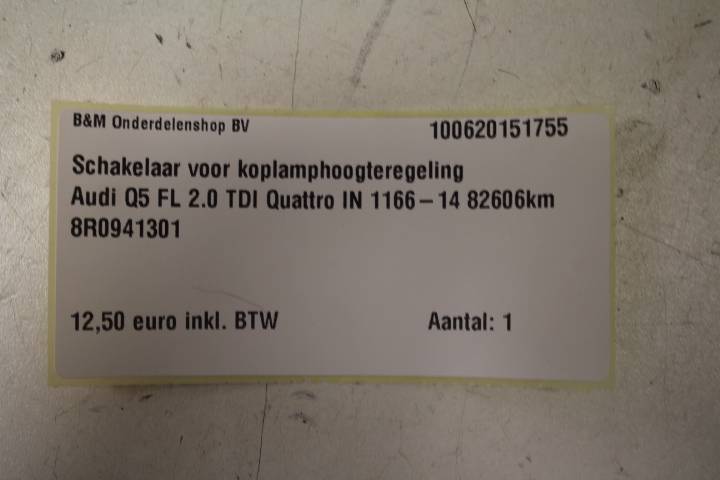 B&M Onderdelenshop BV 100620151755
Schakelaar voor koplamphoogteregeling
Audi Q5 FL 2.0 TDI Quattro IN 1166-14 82606km
8R0941301
12,50 euro inkl. BTW Aantal: 1